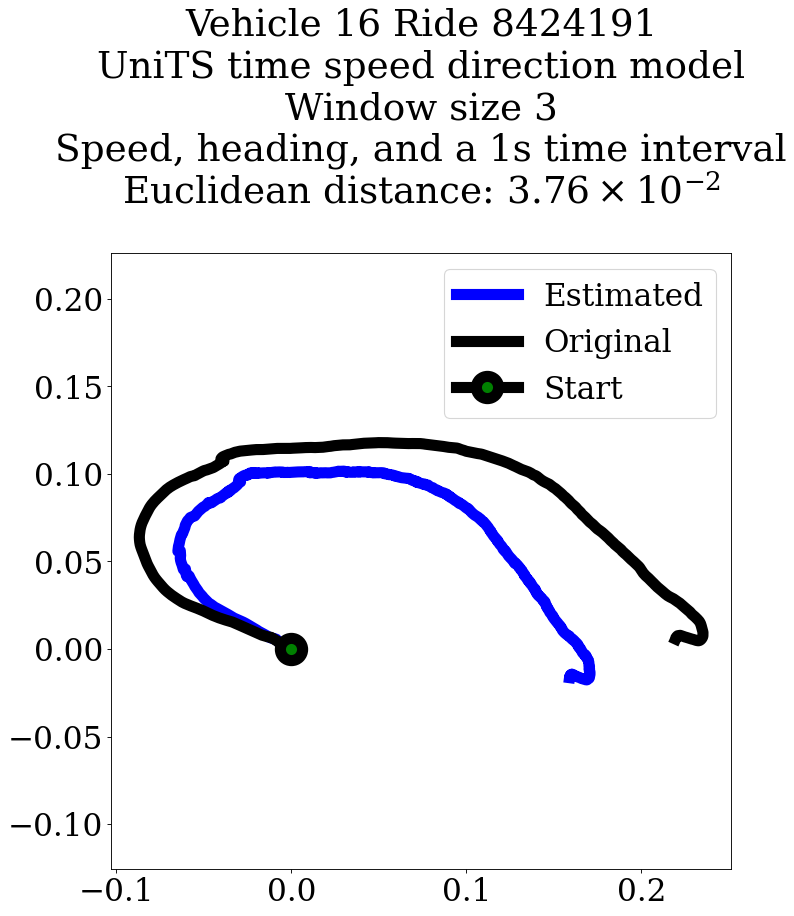 Vehicle 16 Ride 8424191
UniTS time speed direction model
Window size 3
Speed, heading, and a 1s time interval
Euclidean distance: 3.76 × 10⁻²
Estimated
Original
Start
0.20
0.15
0.10
0.05
0.00
−0.05
−0.10
−0.1 0.0 0.1 0.2